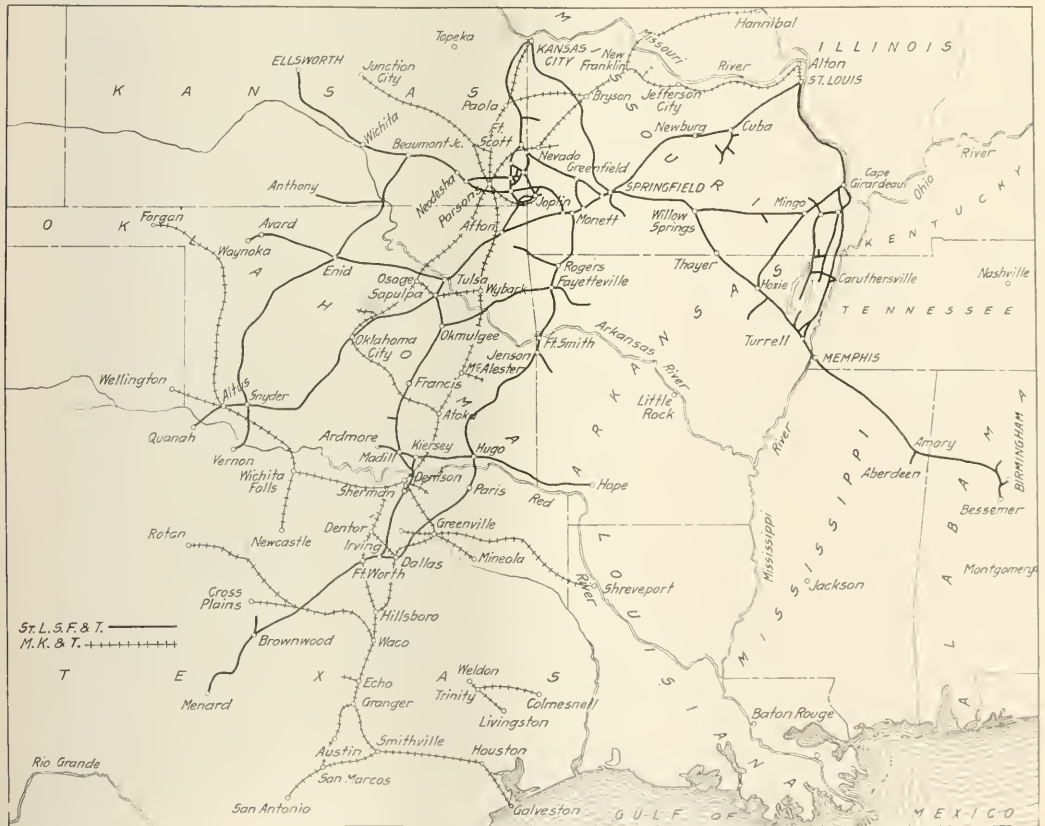 Hannibal
M
Topeka
KANSAS CITY
New Franklin
Missouri
River
ILLINOIS
Alton
ST. LOUIS
ELLSWORTH
Junction City
KANSAS
Paola
Bryson
Jefferson City
MISSOURI
Wichita
Beaumont Jc.
Ft. Scott
Nevada
Greenfield
Newburg
Cuba
River
Ohio
Cape Girardeau
KENTUCKY
Anthony
Neodesha
Parsons
Joplin
SPRINGFIELD
Monett
Willow Springs
Mingo
OKLAHOMA
Forgan
Avard
Waynoka
Afton
Enid
Osage
Sapulpa
Tulsa
Wybark
Rogers
Fayetteville
Thayer
Hoxie
Caruthersville
Nashville
TENNESSEE
Oklahoma City
Okmulgee
Jenson
Ft. Smith
Arkansas
River
Turrell
MEMPHIS
Wellington
Altus
Snyder
Francis
McAlester
Atoka
Little Rock
ARKANSAS
Quanah
Vernon
Ardmore
Madill
Kiersey
Hugo
River
Amory
Aberdeen
BIRMINGHAM
Bessemer
ALABAMA
Wichita Falls
Denison
Sherman
Paris
Red
Hope
Rotan
Newcastle
Denton
Irving
Greenville
Mineola
Dallas
Ft. Worth
River
Shreveport
LOUISIANA
Mississippi
MISSISSIPPI
Jackson
Montgomery
Cross Plains
Hillsboro
ST. L. S. F. & T.
M. K. & T.
Brownwood
Waco
TEXAS
Menard
Echo
Granger
Weldon
Trinity
Colmesneil
Livingston
Baton Rouge
Rio Grande
Austin
Smithville
San Marcos
Houston
San Antonio
Galveston
GULF OF MEXICO